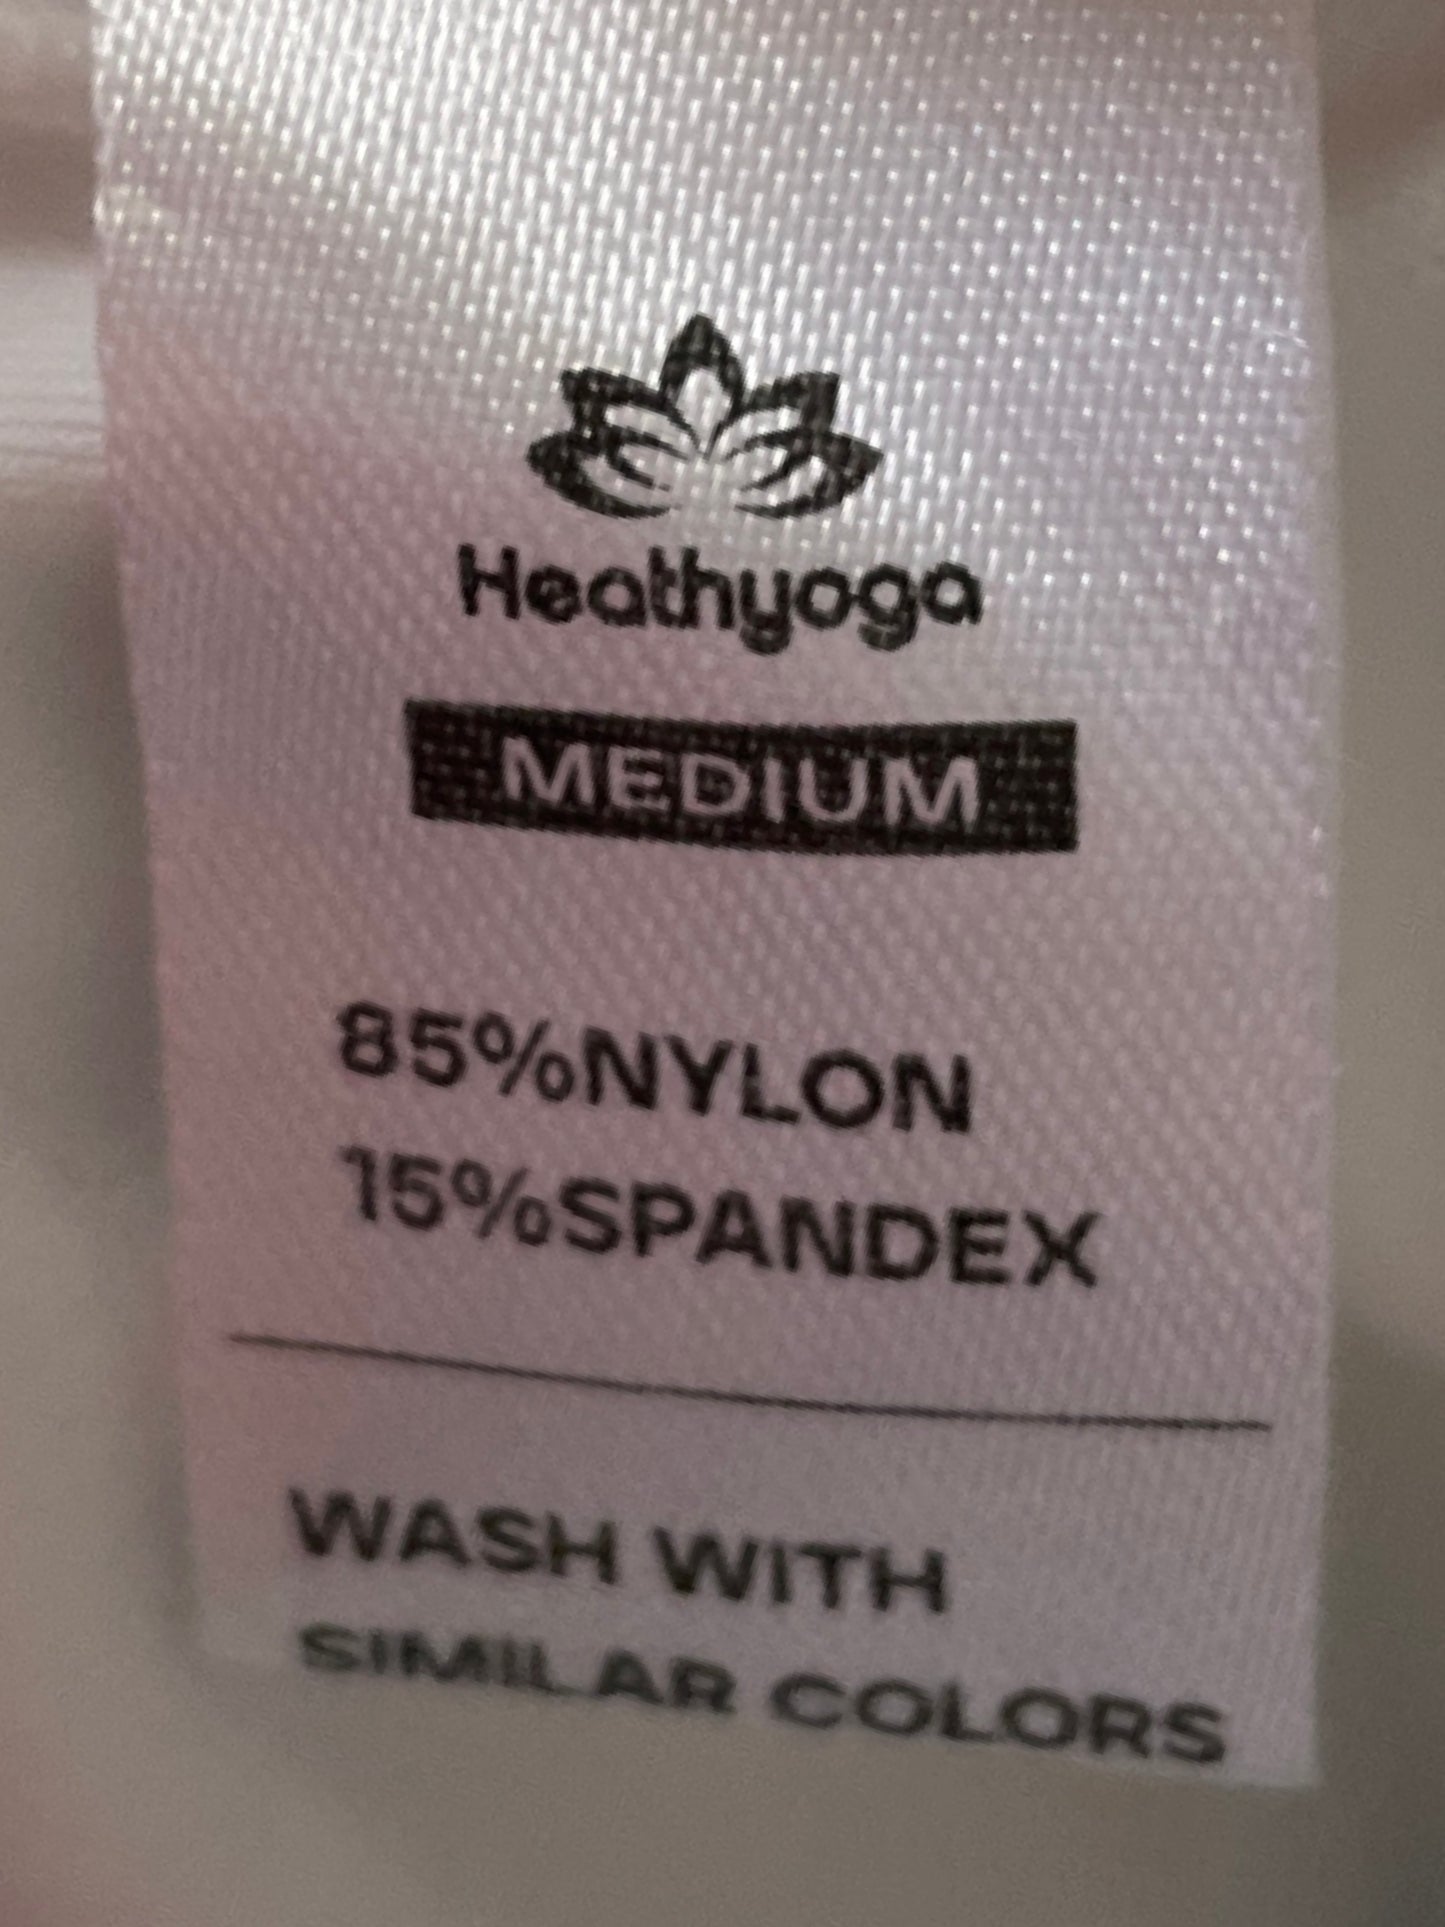 Heathyoga
MEDIUM
85%NYLON
15%SPANDEX
WASH WITH
SIMILAR COLORS